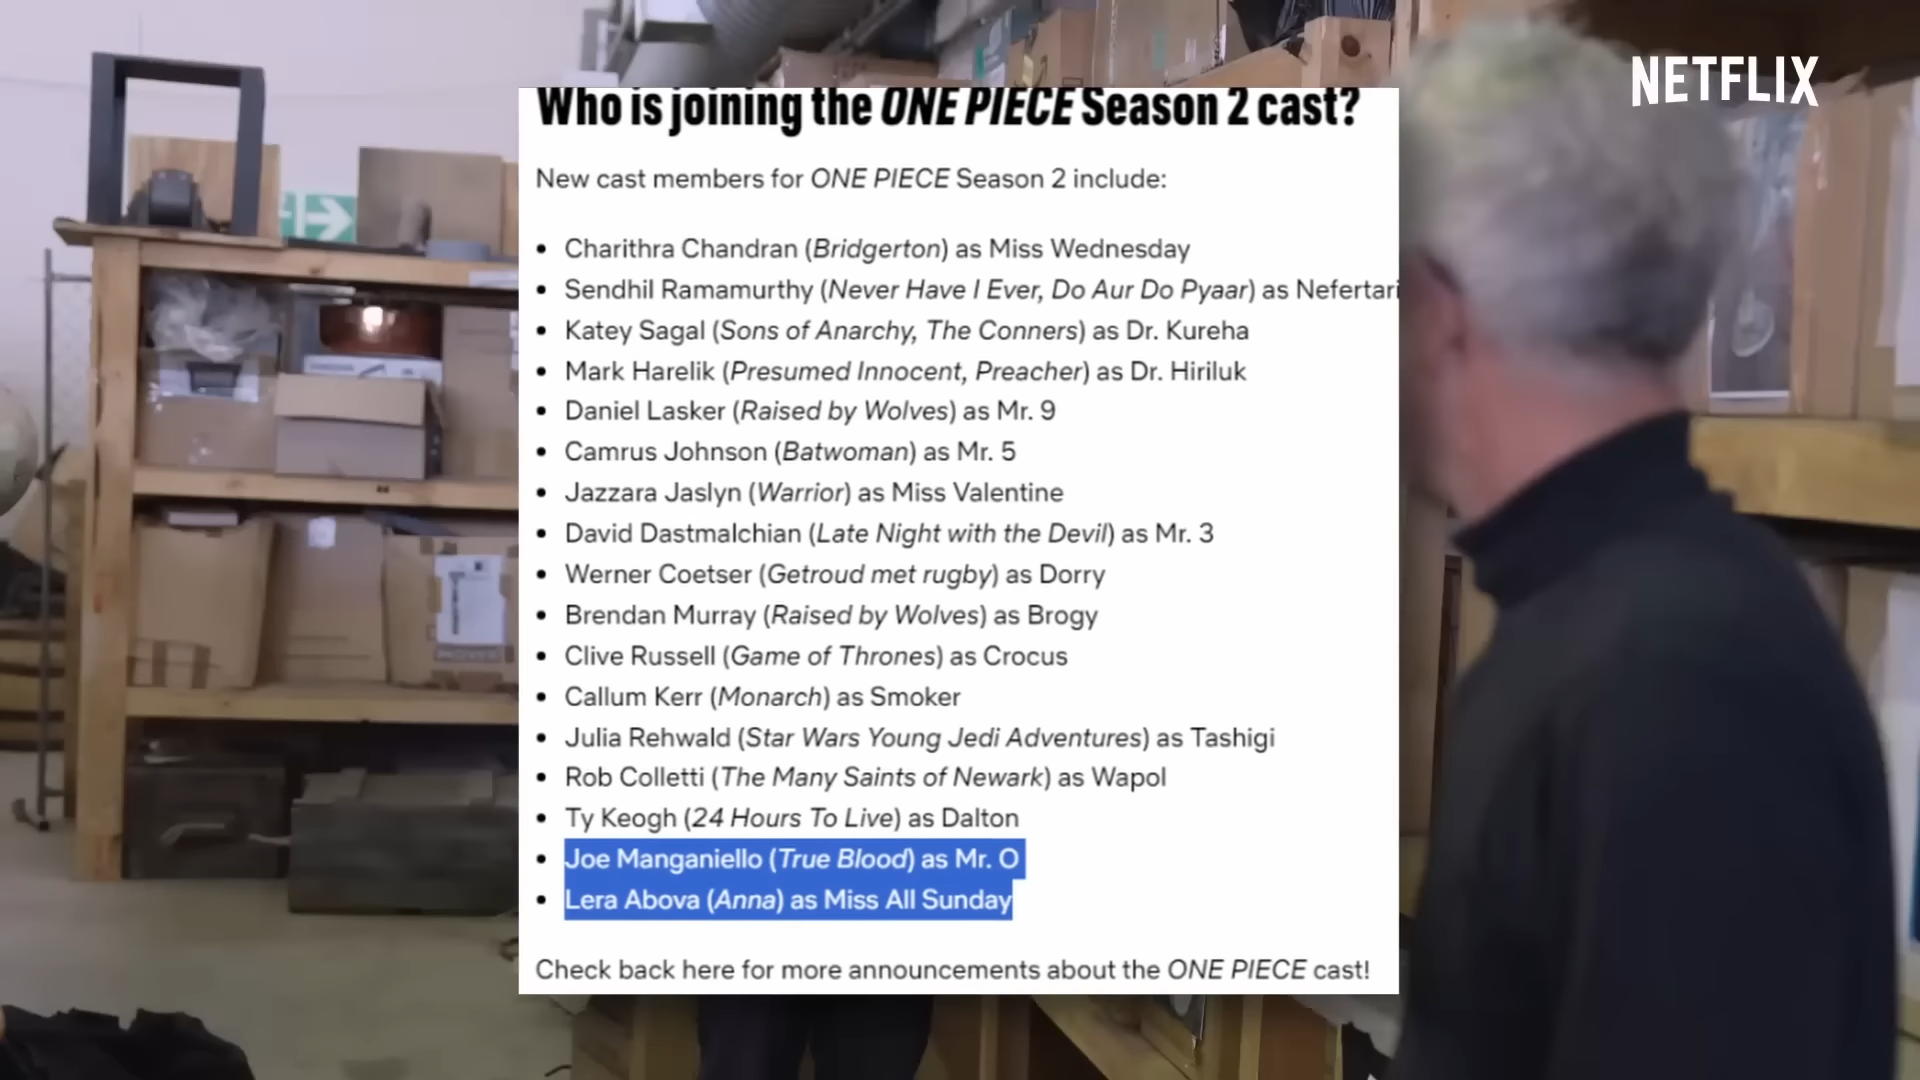 NETFLIX
Who is joining the ONE PIECE Season 2 cast?
New cast members for ONE PIECE Season 2 include:
• Charithra Chandran (Bridgerton) as Miss Wednesday
• Sendhil Ramamurthy (Never Have I Ever, Do Aur Do Pyaar) as Nefertari
• Katey Sagal (Sons of Anarchy, The Conners) as Dr. Kureha
• Mark Harelik (Presumed Innocent, Preacher) as Dr. Hiriluk
• Daniel Lasker (Raised by Wolves) as Mr. 9
• Camrus Johnson (Batwoman) as Mr. 5
• Jazzara Jaslyn (Warrior) as Miss Valentine
• David Dastmalchian (Late Night with the Devil) as Mr. 3
• Werner Coetser (Getroud met rugby) as Dorry
• Brendan Murray (Raised by Wolves) as Brogy
• Clive Russell (Game of Thrones) as Crocus
• Callum Kerr (Monarch) as Smoker
• Julia Rehwald (Star Wars Young Jedi Adventures) as Tashigi
• Rob Colletti (The Many Saints of Newark) as Wapol
• Ty Keogh (24 Hours To Live) as Dalton
• Joe Manganiello (True Blood) as Mr. O
• Lera Abova (Anna) as Miss All Sunday
Check back here for more announcements about the ONE PIECE cast!